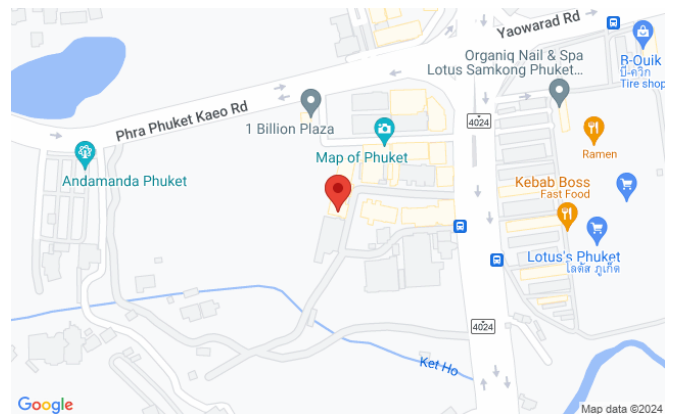 Yaowarad Rd
Organiq Nail & Spa
Lotus Samkong Phuket...
B-Quik
บี-ควิก
Tire shop
Phra Phuket Kaeo Rd
1 Billion Plaza
4024
Map of Phuket
Ramen
Andamanda Phuket
Kebab Boss
Fast Food
Lotus's Phuket
โลตัส ภูเก็ต
4024
Ket Ho
Google
Map data ©2024